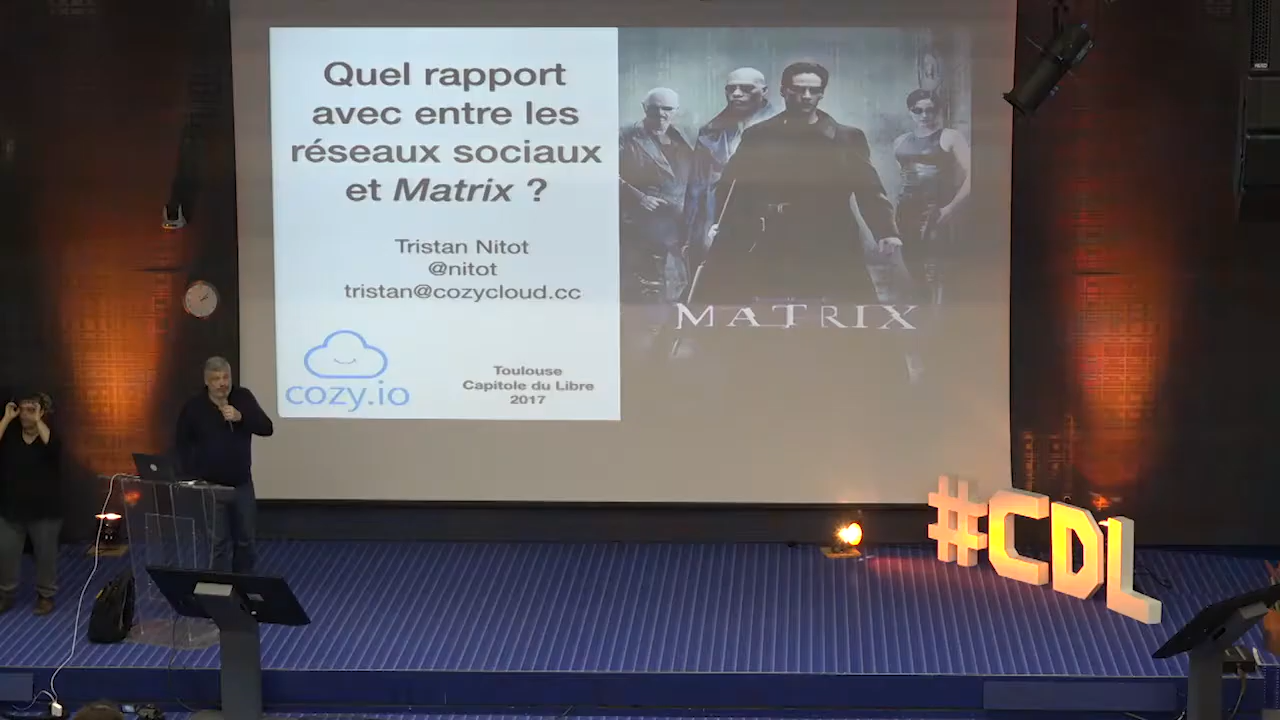 Quel rapport
avec entre les
réseaux sociaux
et Matrix ?
Tristan Nitot
@nitot
tristan@cozycloud.cc
cozy.io
Toulouse
Capitole du Libre
2017
MATRIX
#CDL